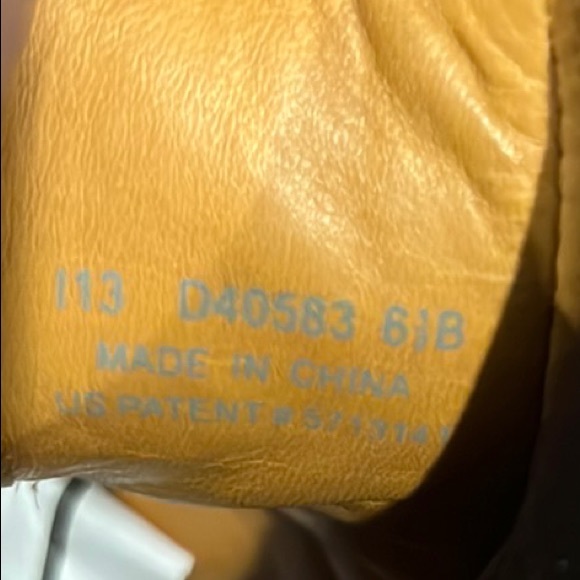 I13 D40583 6½B
MADE IN CHINA
US PATENT #